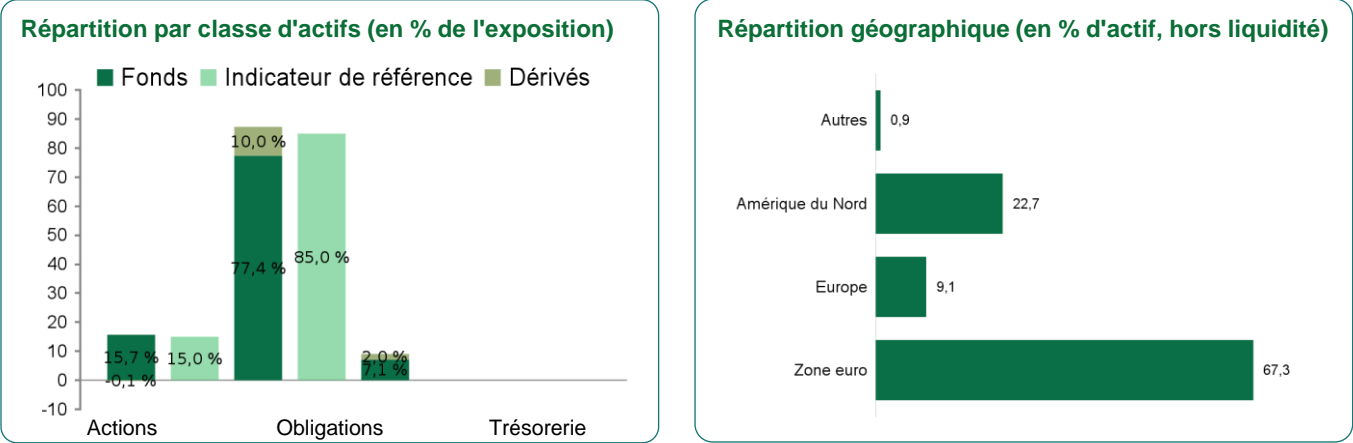 Répartition par classe d'actifs (en % de l'exposition)
Fonds Indicateur de référence Dérivés
100
90
80
70
60
50
40
30
20
10
0
-10
15,7 %
-0,1 %
15,0 %
10,0 %
77,4 %
85,0 %
2,0 %
7,1 %
Actions Obligations Trésorerie
Répartition géographique (en % d'actif, hors liquidité)
Autres 0,9
Amérique du Nord 22,7
Europe 9,1
Zone euro 67,3